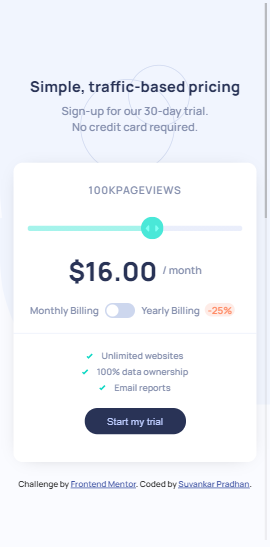 Simple, traffic-based pricing
Sign-up for our 30-day trial.
No credit card required.
100KPAGEVIEWS
$16.00 / month
Monthly Billing Yearly Billing -25%
Unlimited websites
100% data ownership
Email reports
Start my trial
Challenge by Frontend Mentor. Coded by Suvankar Pradhan.